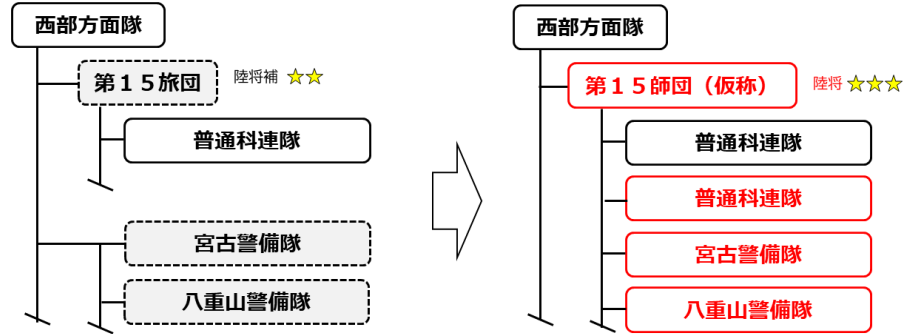 西部方面隊
第１５旅団
陸将補 ★★
普通科連隊
宮古警備隊
八重山警備隊
西部方面隊
第１５師団（仮称）
陸将 ★★★
普通科連隊
普通科連隊
宮古警備隊
八重山警備隊